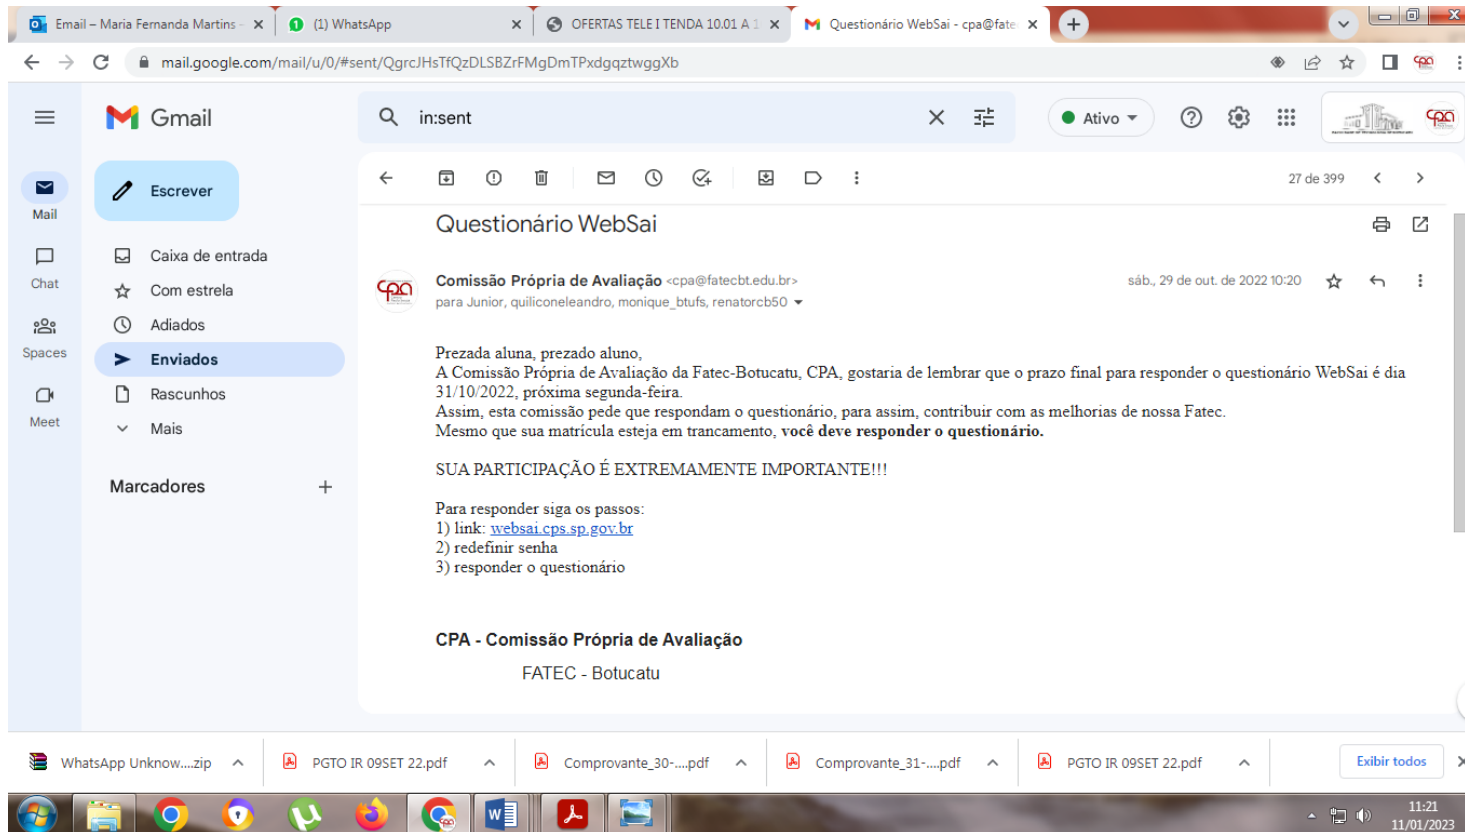 Email – Maria Fernanda Martins –
(1) WhatsApp
OFERTAS TELE I TENDA 10.01 A 1
Questionário WebSai - cpa@fate
mail.google.com/mail/u/0/#sent/QgrcJHsTfQzDLSBZrFMgDmTPxdgqztwggXb
Gmail
in:sent
Ativo
cpa
Mail
Chat
Spaces
Meet
Escrever
Caixa de entrada
Com estrela
Adiados
Enviados
Rascunhos
Mais
Marcadores
27 de 399
Questionário WebSai
Comissão Própria de Avaliação <cpa@fatecbt.edu.br>
sáb., 29 de out. de 2022 10:20
para Junior, quiliconeleandro, monique_btufs, renatorcb50
Prezada aluna, prezado aluno,
A Comissão Própria de Avaliação da Fatec-Botucatu, CPA, gostaria de lembrar que o prazo final para responder o questionário WebSai é dia
31/10/2022, próxima segunda-feira.
Assim, esta comissão pede que respondam o questionário, para assim, contribuir com as melhorias de nossa Fatec.
Mesmo que sua matrícula esteja em trancamento, você deve responder o questionário.
SUA PARTICIPAÇÃO É EXTREMAMENTE IMPORTANTE!!!
Para responder siga os passos:
1) link: websai.cps.sp.gov.br
2) redefinir senha
3) responder o questionário
CPA - Comissão Própria de Avaliação
FATEC - Botucatu
WhatsApp Unknow....zip
PGTO IR 09SET 22.pdf
Comprovante_30-....pdf
Comprovante_31-....pdf
PGTO IR 09SET 22.pdf
Exibir todos
11:21
11/01/2023